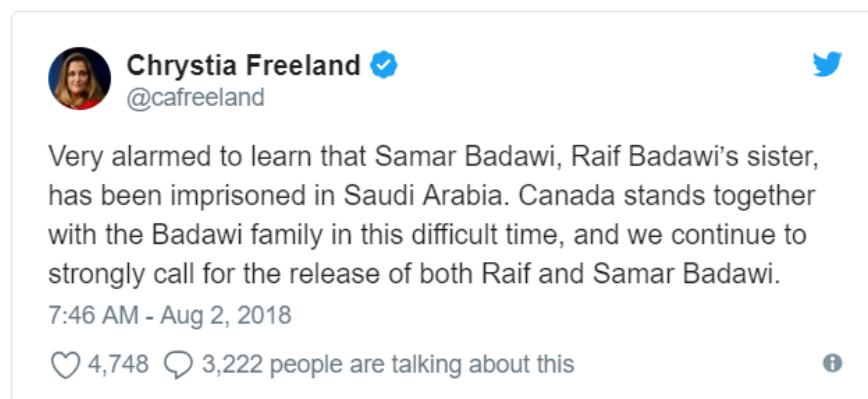 Chrystia Freeland
@cafreeland
Very alarmed to learn that Samar Badawi, Raif Badawi’s sister,
has been imprisoned in Saudi Arabia. Canada stands together
with the Badawi family in this difficult time, and we continue to
strongly call for the release of both Raif and Samar Badawi.
7:46 AM - Aug 2, 2018
4,748 3,222 people are talking about this